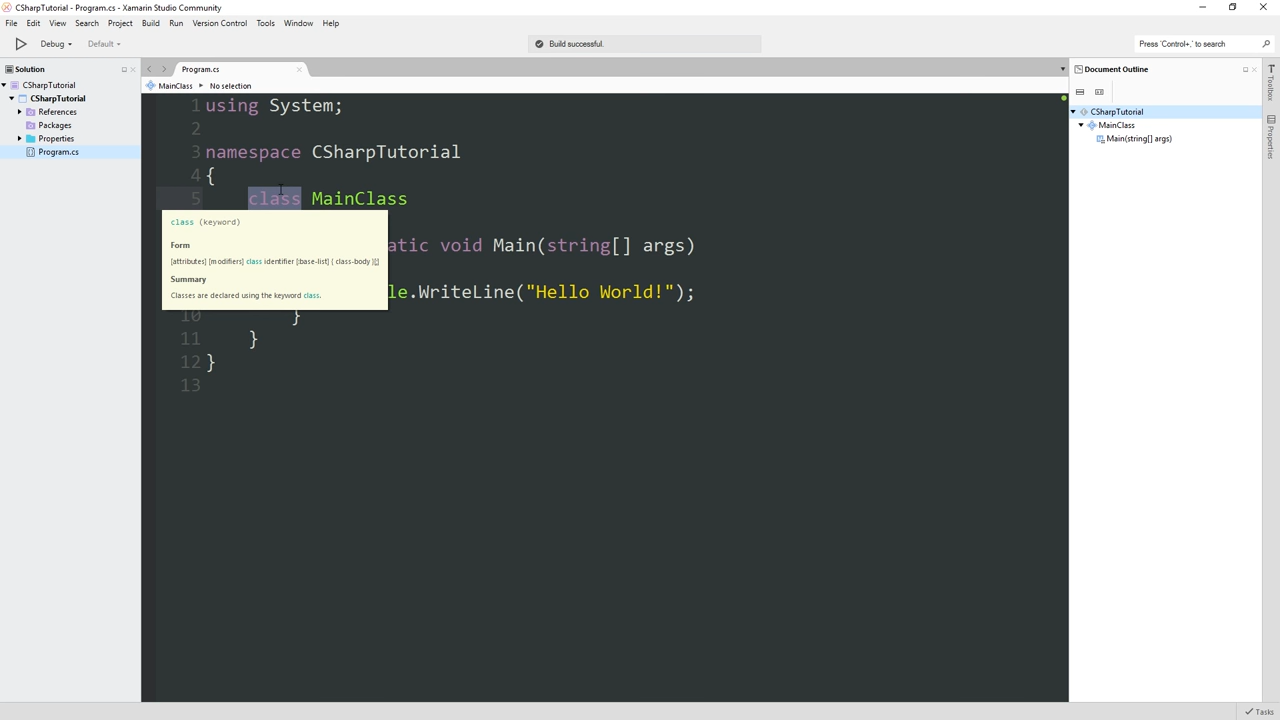 CSharpTutorial - Program.cs - Xamarin Studio Community
File Edit View Search Project Build Run Version Control Tools Window Help
Debug Default Build successful. Press 'Control+,' to search
Solution
CSharpTutorial
CSharpTutorial
References
Packages
Properties
Program.cs
Program.cs
MainClass No selection
1 using System;
2
3 namespace CSharpTutorial
4 {
5 class MainClass
class (keyword)
Form
[attributes] [modifiers] class identifier [:base-list] { class-body }[;]
Summary
Classes are declared using the keyword class.
atic void Main(string[] args)
le.WriteLine("Hello World!");
10 }
11 }
12 }
13
Document Outline
CSharpTutorial
MainClass
Main(string[] args)
Toolbox
Properties
Tasks